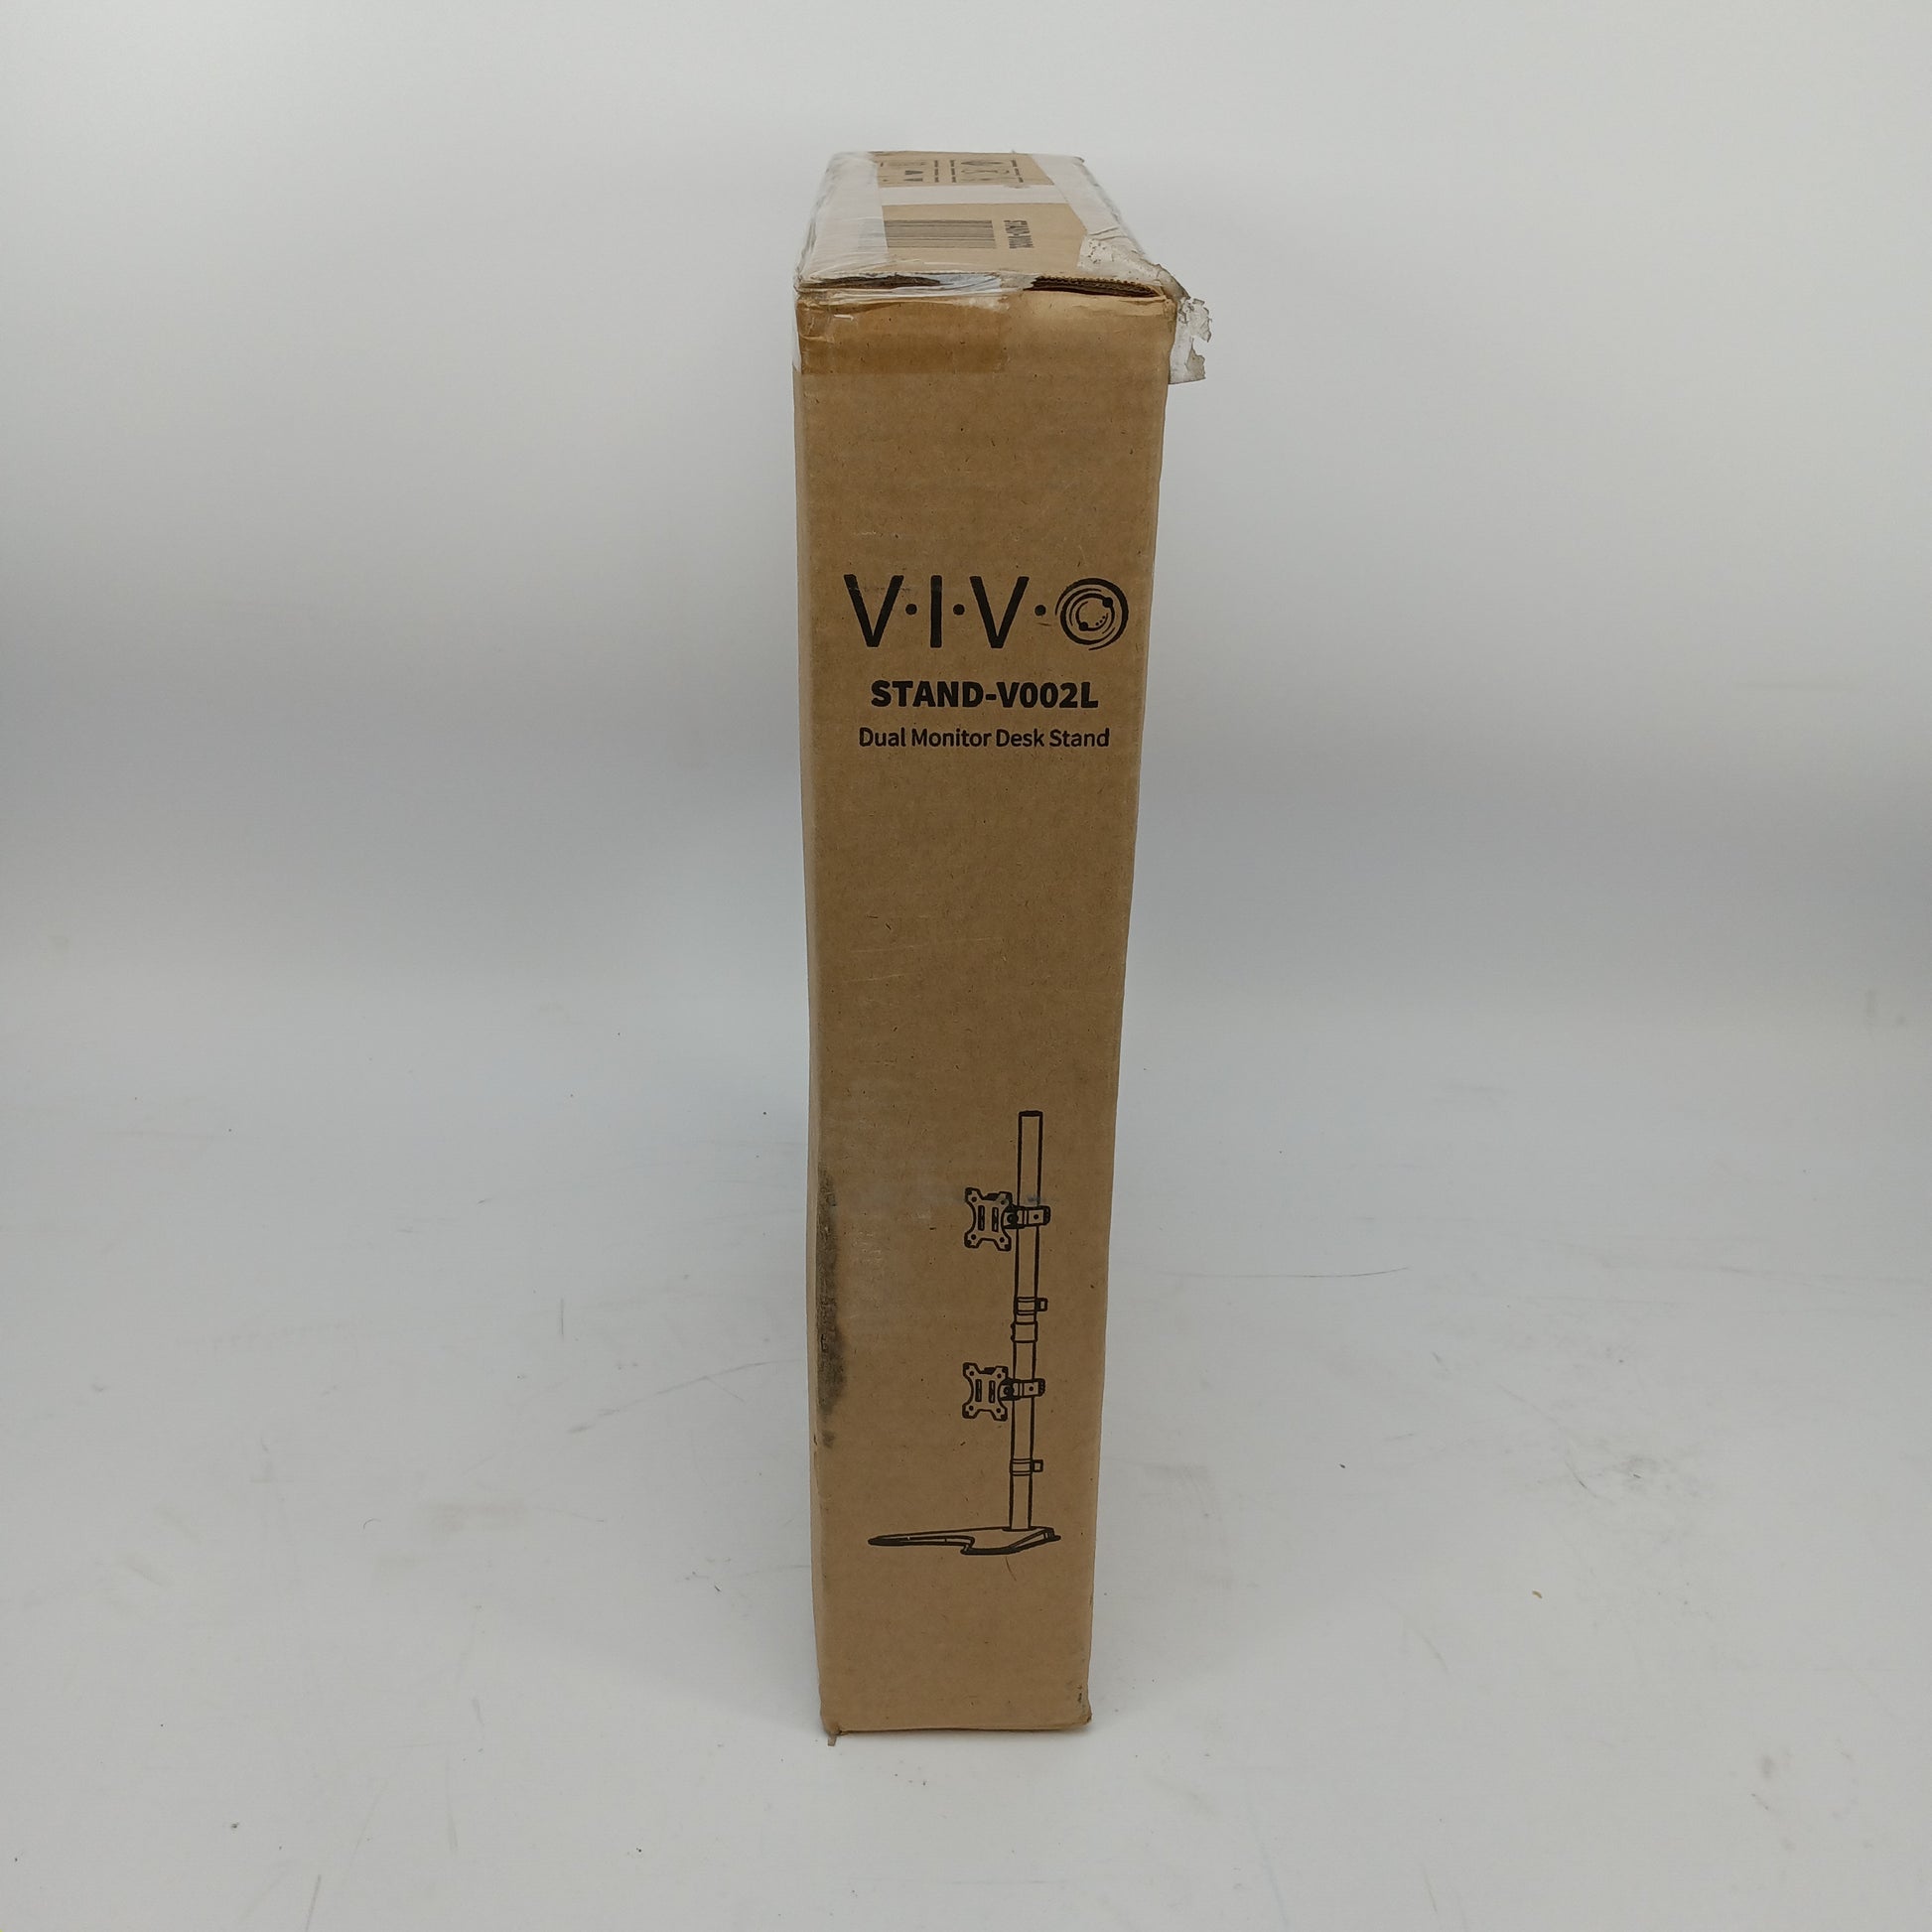 V·I·V·O
STAND-V002L
Dual Monitor Desk Stand